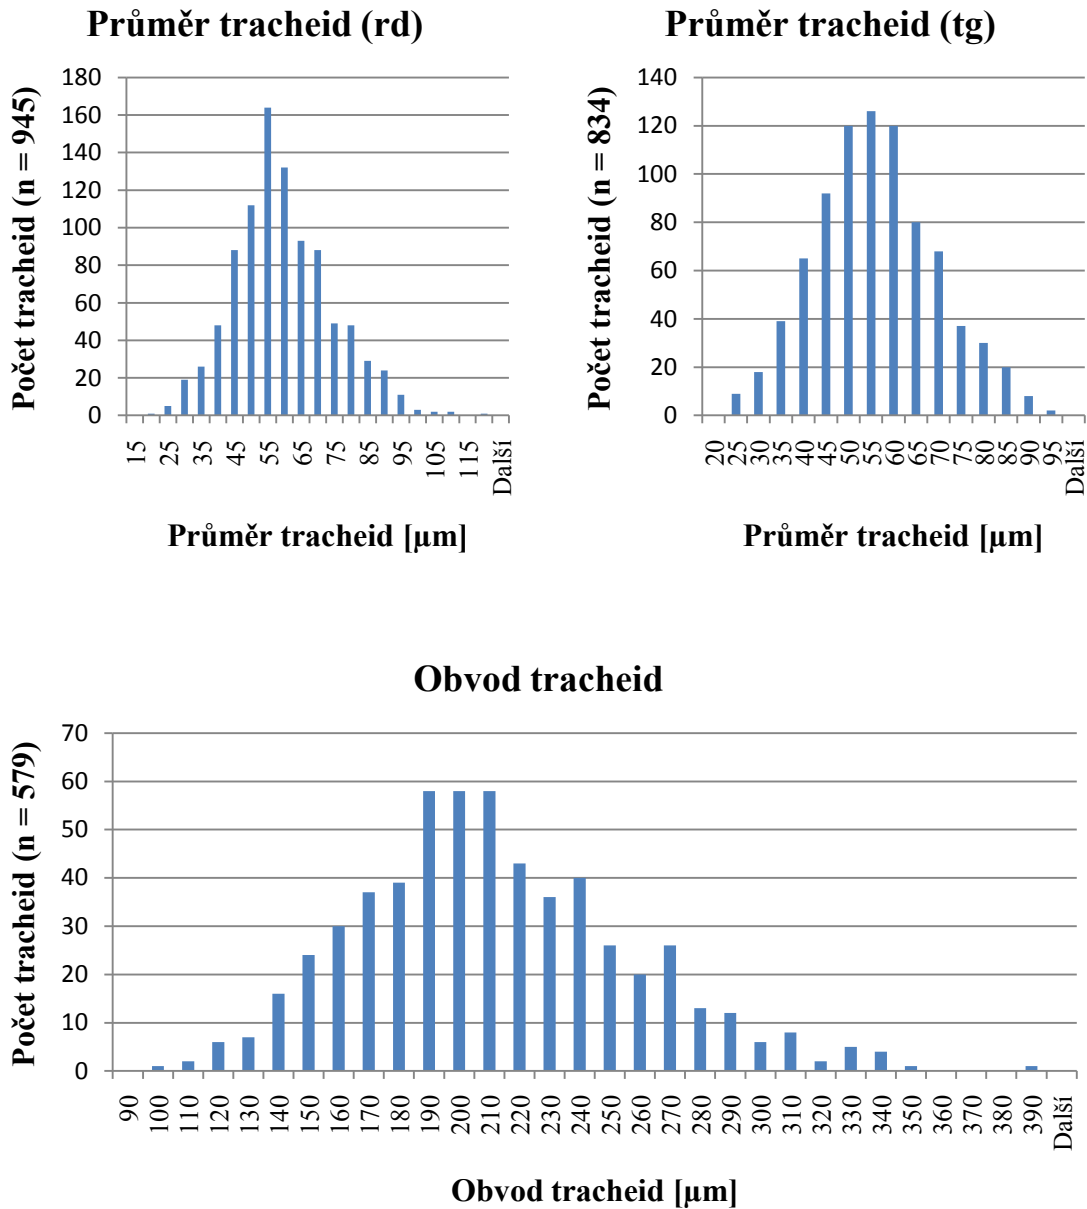 Průměr tracheid (rd)
Počet tracheid (n = 945)
180
160
140
120
100
80
60
40
20
0
15 25 35 45 55 65 75 85 95 105 115 Další
Průměr tracheid [µm]
Průměr tracheid (tg)
Počet tracheid (n = 834)
140
120
100
80
60
40
20
0
20 25 30 35 40 45 50 55 60 65 70 75 80 85 90 95 Další
Průměr tracheid [µm]
Obvod tracheid
Počet tracheid (n = 579)
70
60
50
40
30
20
10
0
90 100 110 120 130 140 150 160 170 180 190 200 210 220 230 240 250 260 270 280 290 300 310 320 330 340 350 360 370 380 390 Další
Obvod tracheid [µm]